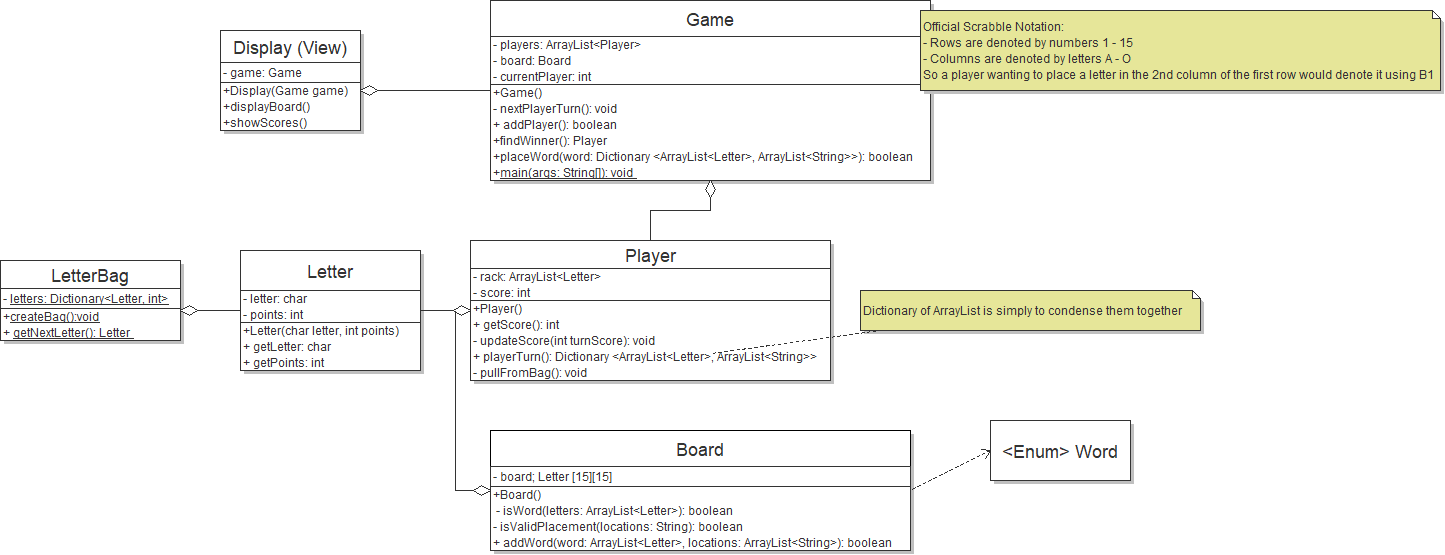 Game
- players: ArrayList<Player>
- board: Board
- currentPlayer: int
+Game()
- nextPlayerTurn(): void
+ addPlayer(): boolean
+findWinner(): Player
+placeWord(word: Dictionary <ArrayList<Letter>, ArrayList<String>>): boolean
+main(args: String[]): void
Official Scrabble Notation:
- Rows are denoted by numbers 1 - 15
- Columns are denoted by letters A - O
So a player wanting to place a letter in the 2nd column of the first row would denote it using B1
Display (View)
- game: Game
+Display(Game game)
+displayBoard()
+showScores()
LetterBag
- letters: Dictionary<Letter, int>
+createBag():void
+ getNextLetter(): Letter
Letter
- letter: char
- points: int
+Letter(char letter, int points)
+ getLetter: char
+ getPoints: int
Player
- rack: ArrayList<Letter>
- score: int
+Player()
+ getScore(): int
- updateScore(int turnScore): void
+ playerTurn(): Dictionary <ArrayList<Letter>, ArrayList<String>>
- pullFromBag(): void
Dictionary of ArrayList is simply to condense them together
Board
- board; Letter [15][15]
+Board()
- isWord(letters: ArrayList<Letter>): boolean
- isValidPlacement(locations: String): boolean
+ addWord(word: ArrayList<Letter>, locations: ArrayList<String>): boolean
<Enum> Word